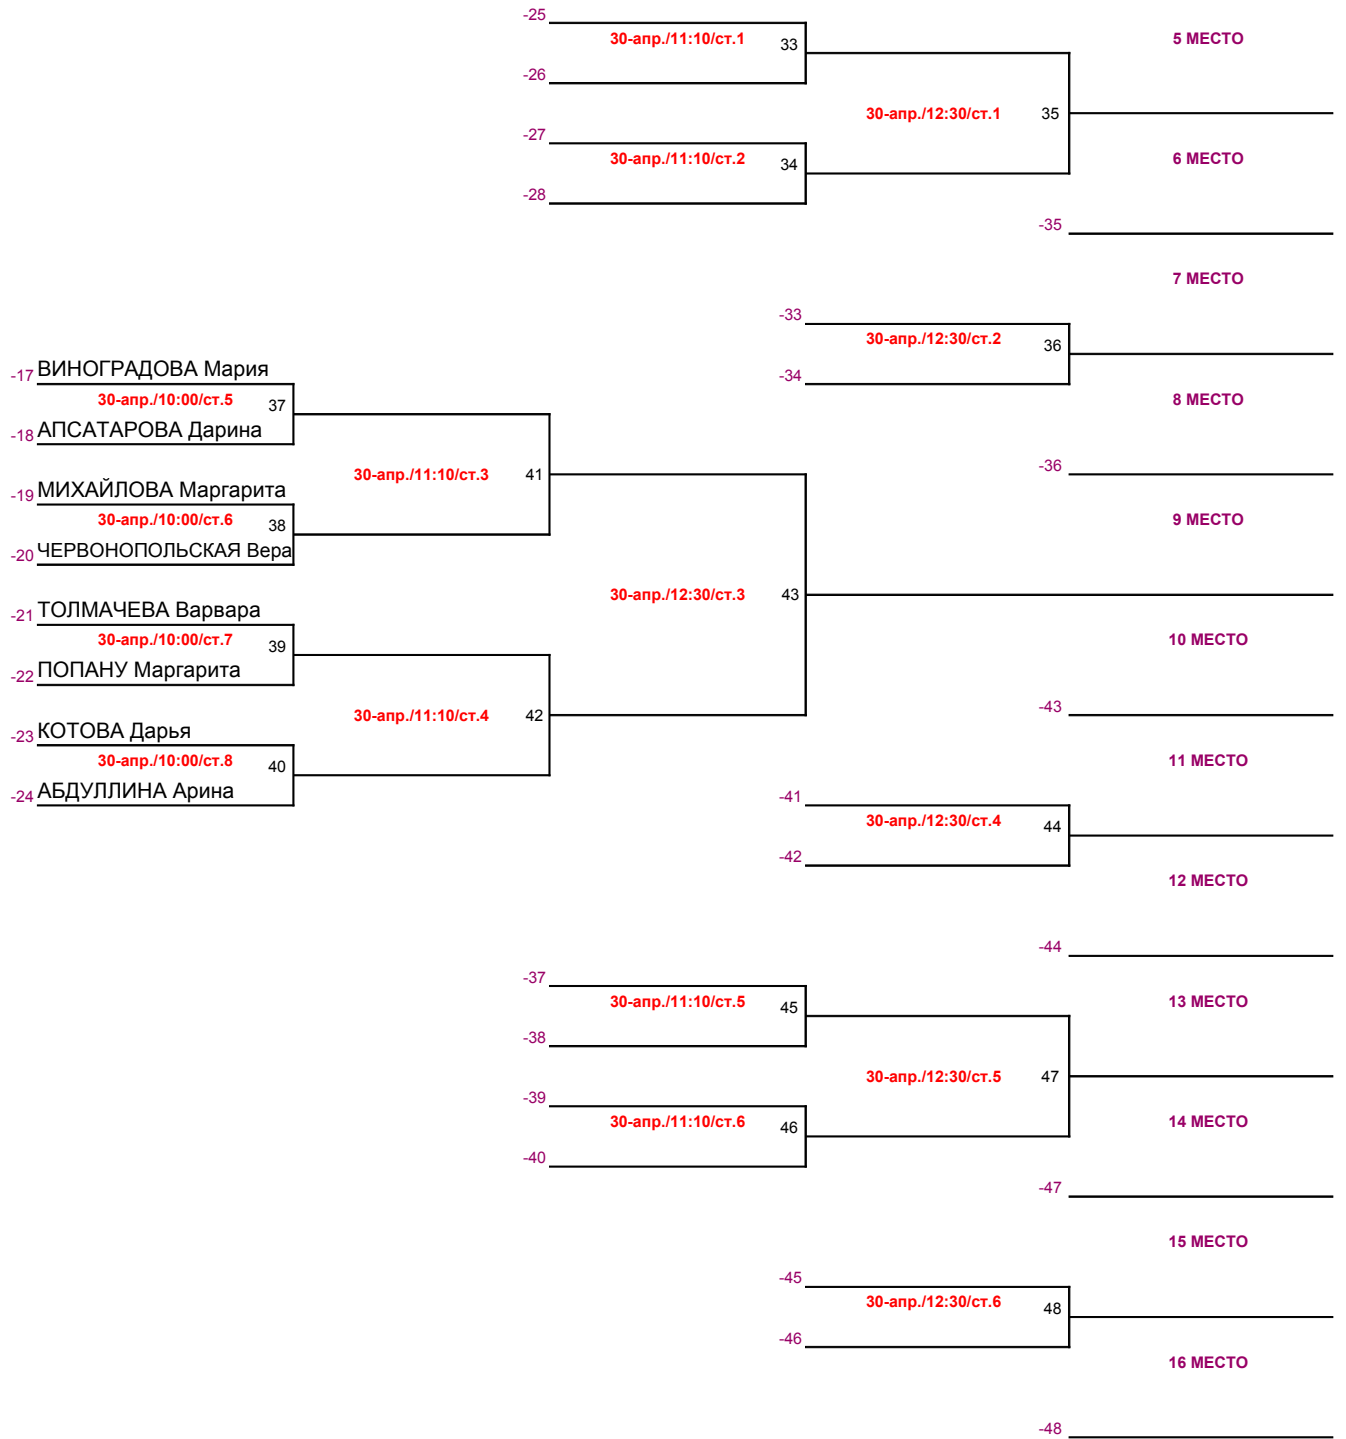 -25
30-апр./11:10/ст.1 33 5 МЕСТО
-26
30-апр./12:30/ст.1 35
-27
30-апр./11:10/ст.2 34 6 МЕСТО
-28
-35
7 МЕСТО
-33
30-апр./12:30/ст.2 36
-17 ВИНОГРАДОВА Мария -34
30-апр./10:00/ст.5 37 8 МЕСТО
-18 АПСАТАРОВА Дарина
30-апр./11:10/ст.3 41 -36
-19 МИХАЙЛОВА Маргарита
30-апр./10:00/ст.6 38 9 МЕСТО
-20 ЧЕРВОНОПОЛЬСКАЯ Вера
30-апр./12:30/ст.3 43
-21 ТОЛМАЧЕВА Варвара
30-апр./10:00/ст.7 39 10 МЕСТО
-22 ПОПАНУ Маргарита
30-апр./11:10/ст.4 42 -43
-23 КОТОВА Дарья
30-апр./10:00/ст.8 40 11 МЕСТО
-24 АБДУЛЛИНА Арина -41
30-апр./12:30/ст.4 44
-42
12 МЕСТО
-44
-37
30-апр./11:10/ст.5 45 13 МЕСТО
-38
30-апр./12:30/ст.5 47
-39
30-апр./11:10/ст.6 46 14 МЕСТО
-40
-47
15 МЕСТО
-45
30-апр./12:30/ст.6 48
-46
16 МЕСТО
-48